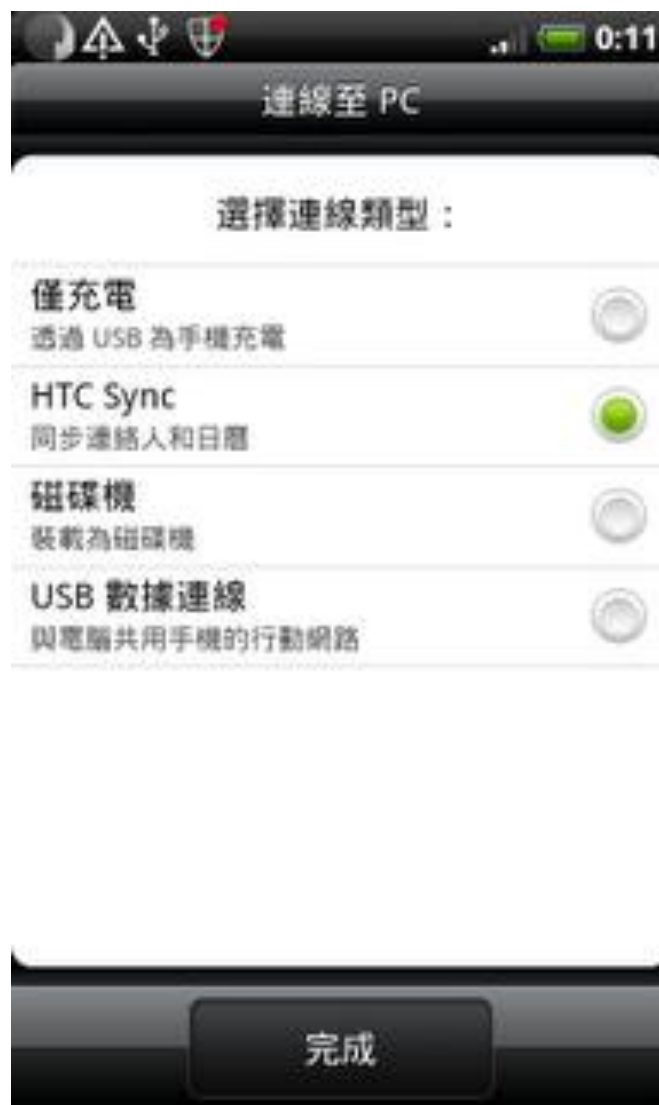 0:11
連線至 PC
選擇連線類型：
僅充電
透過 USB 為手機充電
HTC Sync
同步連絡人和日曆
磁碟機
裝載為磁碟機
USB 數據連線
與電腦共用手機的行動網路
完成